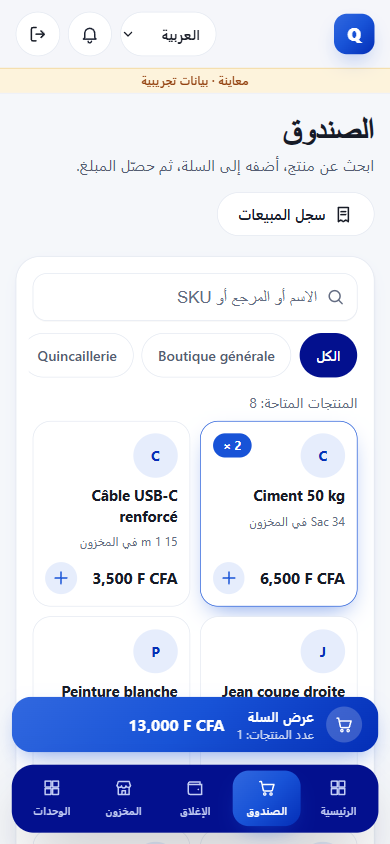 Q
العربية
معاينة · بيانات تجريبية
الصندوق
ابحث عن منتج، أضفه إلى السلة، ثم حصّل المبلغ.
سجل المبيعات
الاسم أو المرجع أو SKU
الكل
Boutique générale
Quincaillerie
المنتجات المتاحة: 8
C
× 2
Ciment 50 kg
34 Sac في المخزون
6,500 F CFA
C
Câble USB-C
renforcé
15 m 1 في المخزون
3,500 F CFA
J
Jean coupe droite
P
Peinture blanche
عرض السلة
عدد المنتجات: 1
13,000 F CFA
الرئيسية
الصندوق
الإغلاق
المخزون
الوحدات